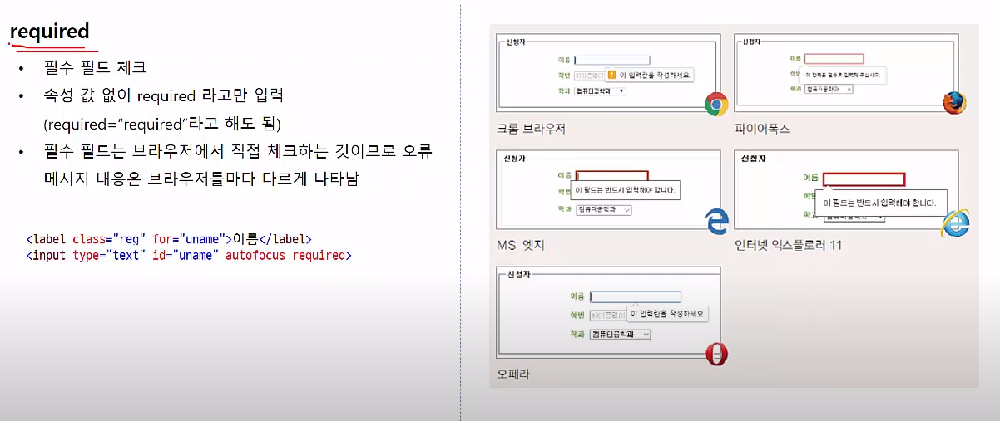 required
• 필수 필드 체크
• 속성 값 없이 required 라고만 입력
(required=“required”라고 해도 됨)
• 필수 필드는 브라우저에서 직접 체크하는 것이므로 오류
메시지 내용은 브라우저들마다 다르게 나타남
<label class="reg" for="uname">이름</label>
<input type="text" id="uname" autofocus required>
신청자
이름
학번
이 입력란을 작성하세요.
학과 컴퓨터공학과
크롬 브라우저
신청자
이름
학번
이 항목을 필수로 입력해 주십시오.
학과 컴퓨터공학과
파이어폭스
신청자
이름
이 필드는 반드시 입력해야 합니다.
학과 컴퓨터공학과
MS 엣지
신청자
이름
이 필드는 반드시 입력해야 합니다.
인터넷 익스플로러 11
신청자
이름
학번
이 입력란을 작성하세요.
학과 컴퓨터공학과
오페라